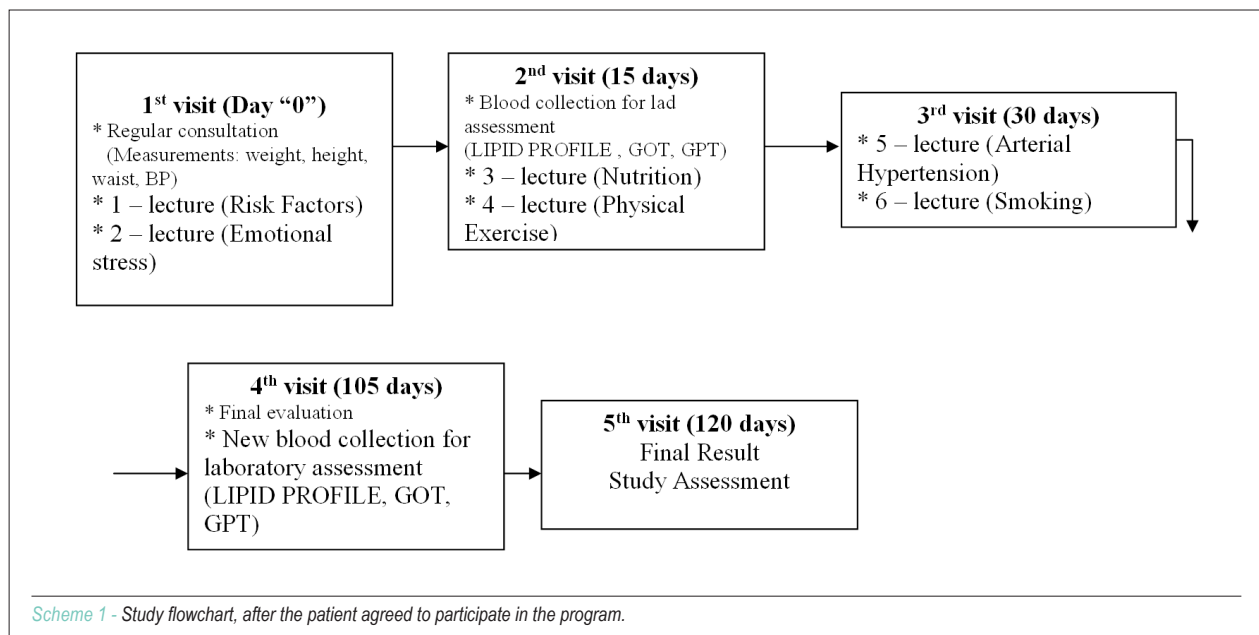 1st visit (Day “0”)
* Regular consultation
(Measurements: weight, height,
waist, BP)
* 1 – lecture (Risk Factors)
* 2 – lecture (Emotional
stress)
2nd visit (15 days)
* Blood collection for lad
assessment
(LIPID PROFILE , GOT, GPT)
* 3 – lecture (Nutrition)
* 4 – lecture (Physical
Exercise)
3rd visit (30 days)
* 5 – lecture (Arterial
Hypertension)
* 6 – lecture (Smoking)
4th visit (105 days)
* Final evaluation
* New blood collection for
laboratory assessment
(LIPID PROFILE, GOT,
GPT)
5th visit (120 days)
Final Result
Study Assessment
Scheme 1 - Study flowchart, after the patient agreed to participate in the program.